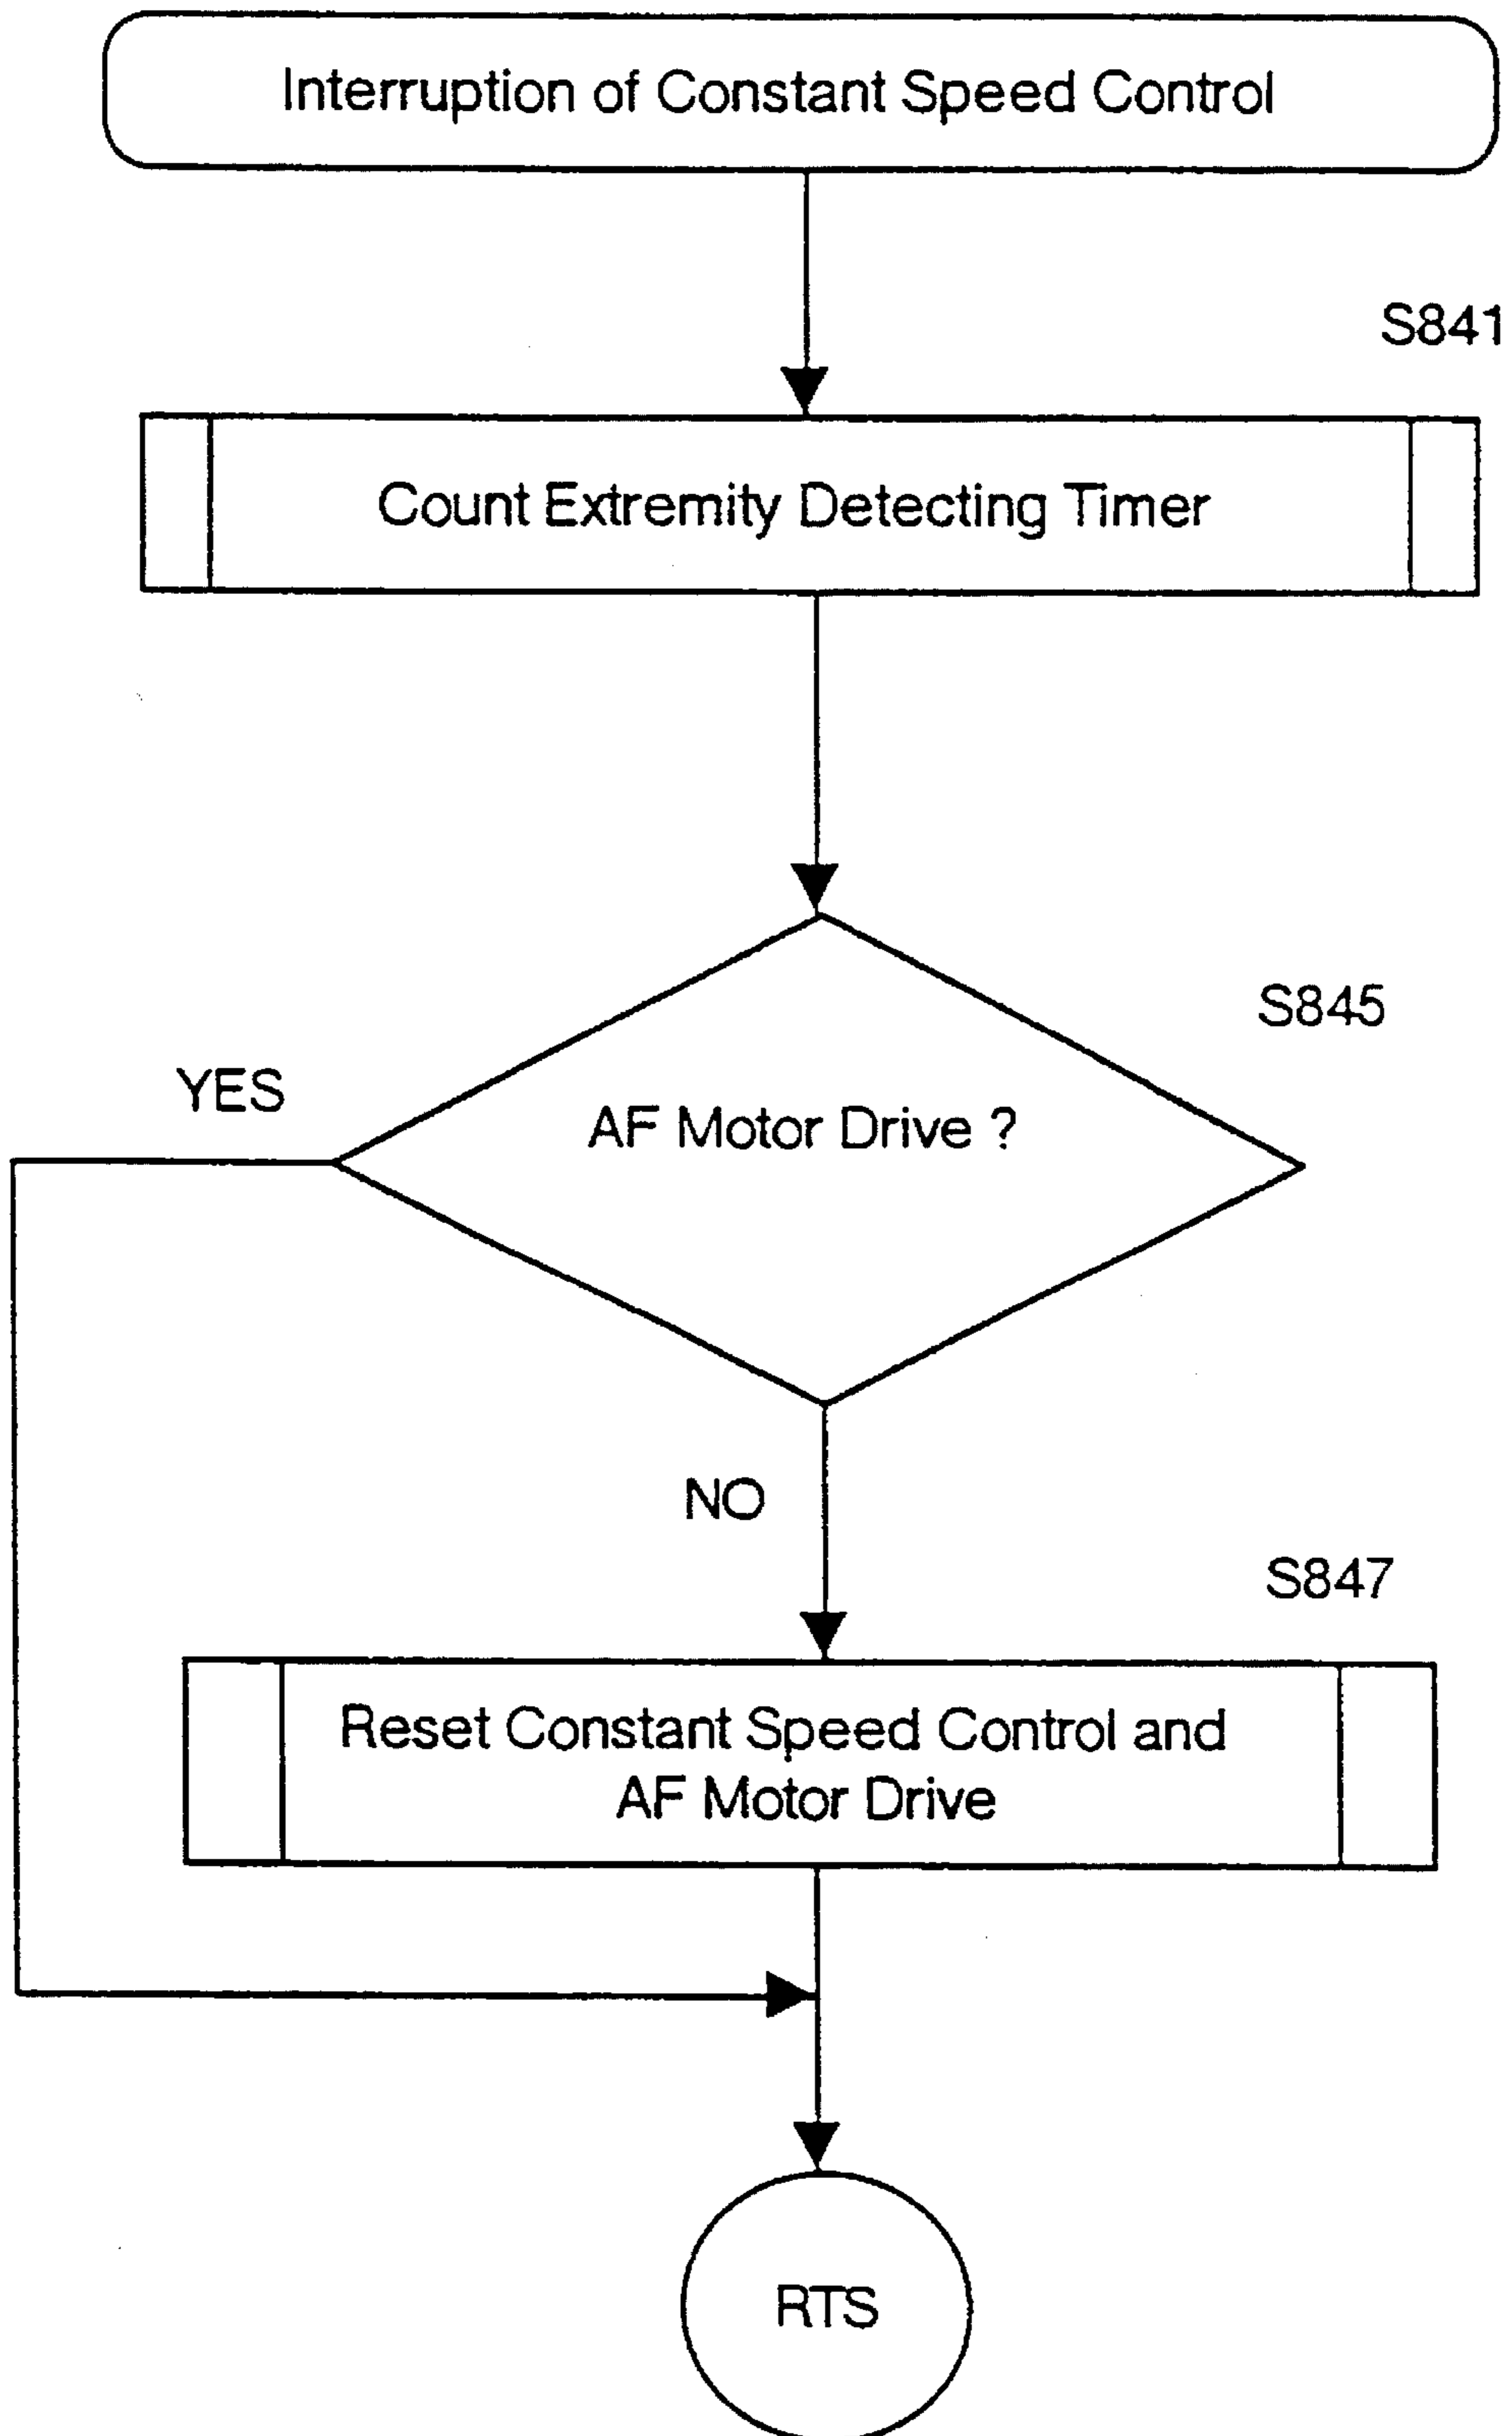 Interruption of Constant Speed Control
S841
Count Extremity Detecting Timer
S845
YES
AF Motor Drive ?
NO
S847
Reset Constant Speed Control and
AF Motor Drive
RTS